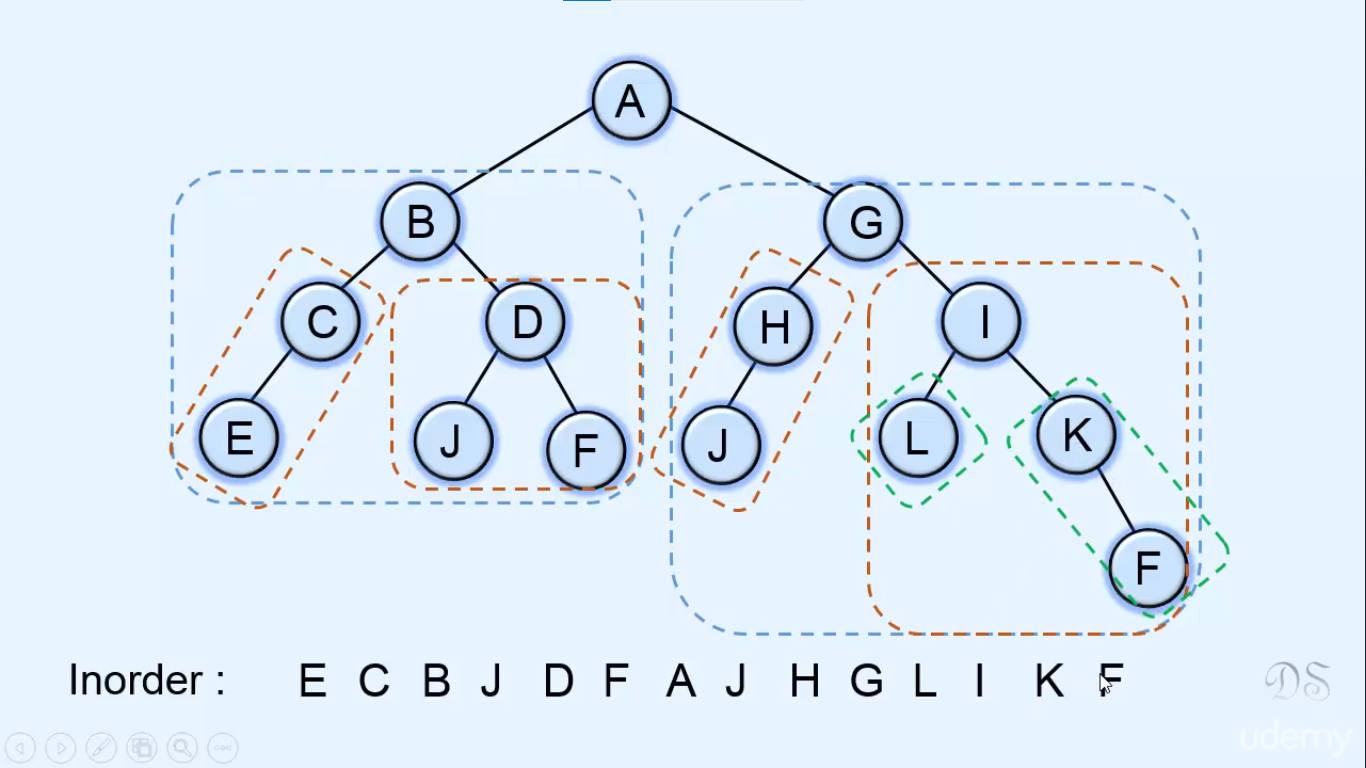 A
B G
C D H I
E J F J L K
F
Inorder : E C B J D F A J H G L I K F
DS
udemy